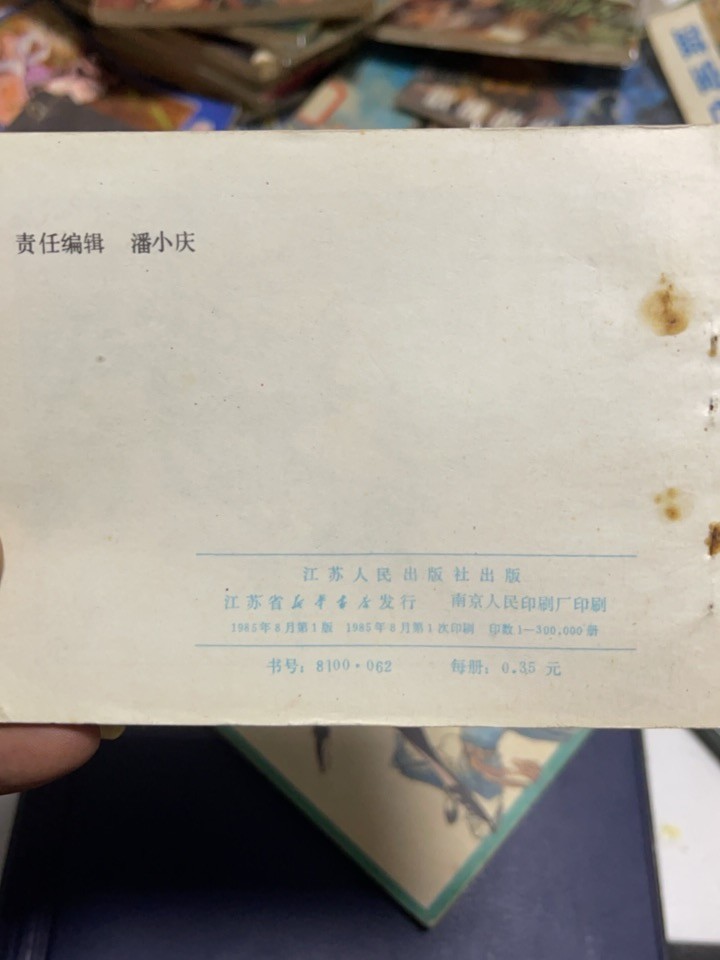 责任编辑 潘小庆
江苏人民出版社出版
江苏省新华书店发行 南京人民印刷厂印刷
1985年8月第1版 1985年8月第1次印刷 印数1—300,000册
书号：8100·062 每册：0.35元